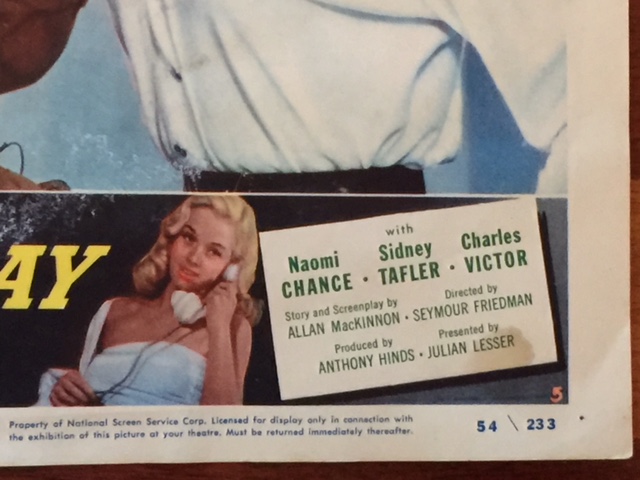 AY
with
Naomi Sidney Charles
CHANCE • TAFLER • VICTOR
Story and Screenplay by Directed by
ALLAN MacKINNON • SEYMOUR FRIEDMAN
Produced by Presented by
ANTHONY HINDS • JULIAN LESSER
5
Property of National Screen Service Corp. Licensed for display only in connection with
the exhibition of this picture at your theatre. Must be returned immediately thereafter.
54 \ 233